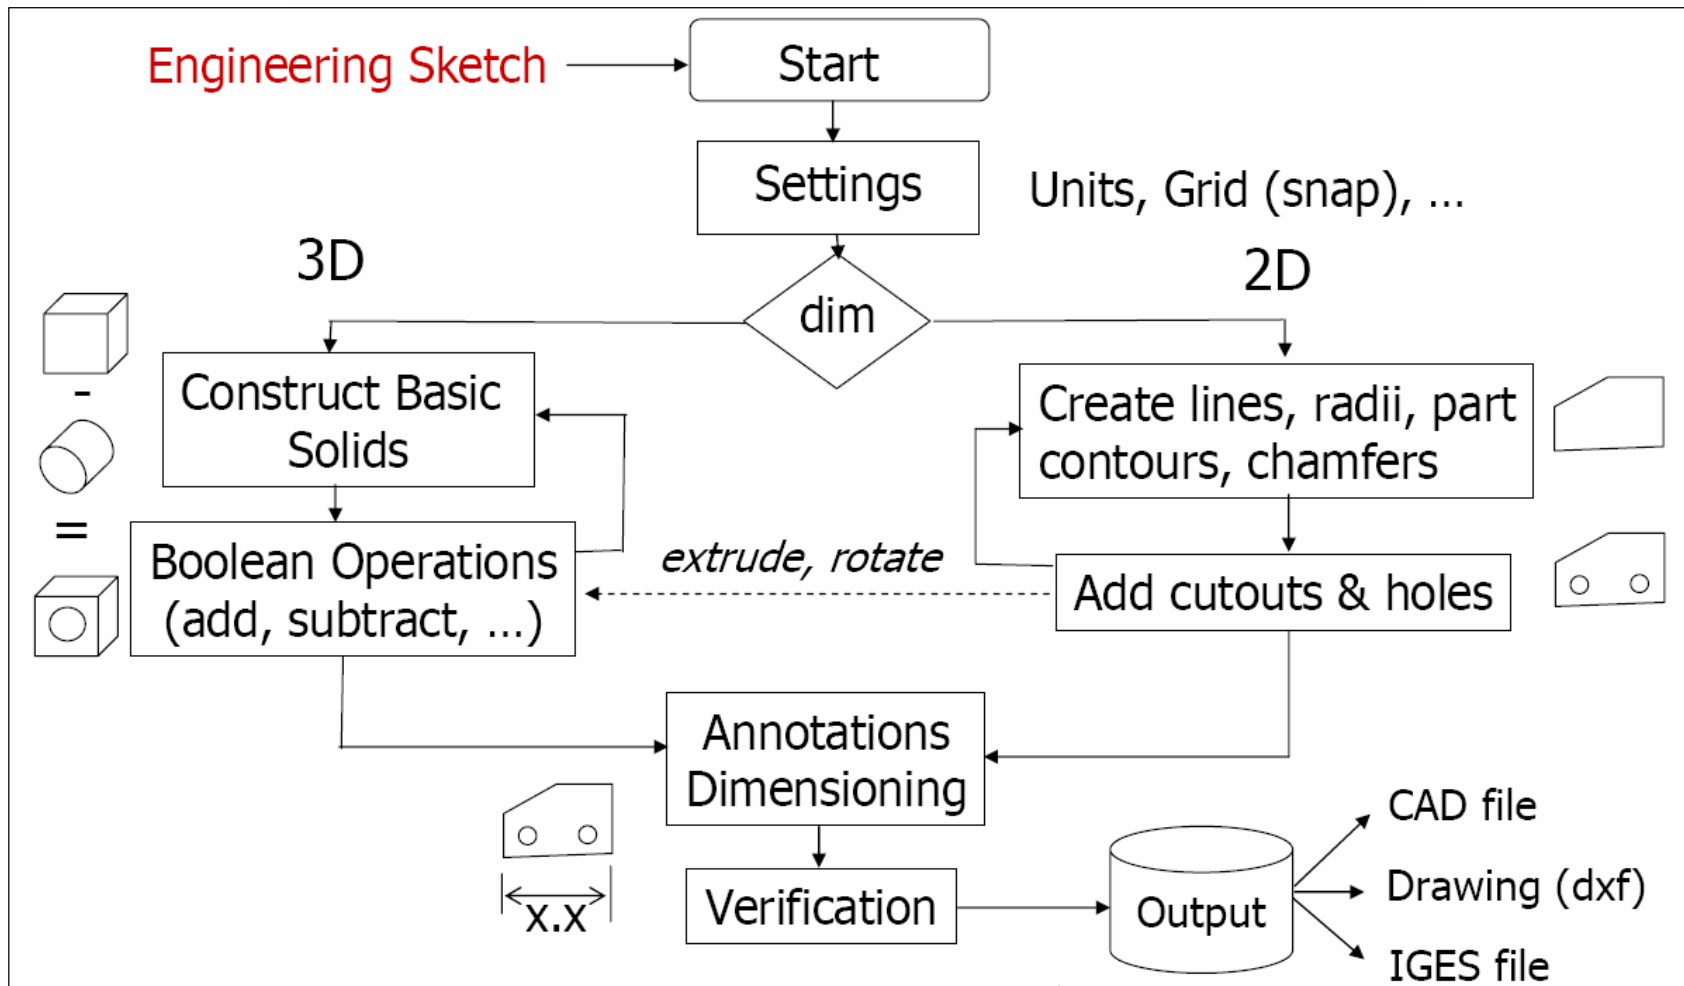 Engineering Sketch
Start
Settings
Units, Grid (snap), ...
3D
2D
dim
-
Construct Basic
Solids
Create lines, radii, part
contours, chamfers
=
Boolean Operations
(add, subtract, ...)
extrude, rotate
Add cutouts & holes
Annotations
Dimensioning
x.x
Verification
Output
CAD file
Drawing (dxf)
IGES file